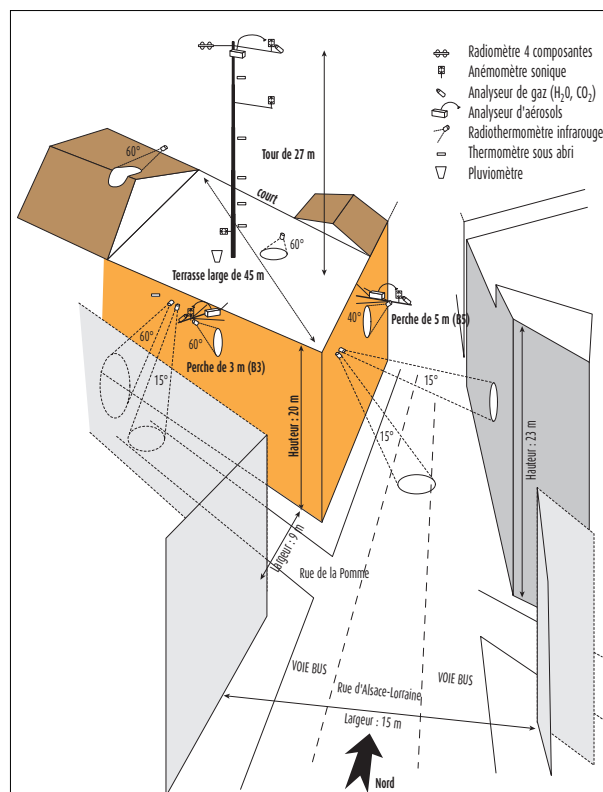 Radiomètre 4 composantes
Anémomètre sonique
Analyseur de gaz (H₂0, CO₂)
Analyseur d'aérosols
Radiothermomètre infrarouge
Thermomètre sous abri
Pluviomètre
60°
Tour de 27 m
court
60°
Terrasse large de 45 m
40°
Perche de 5 m (B5)
60°
60°
Perche de 3 m (B3)
15°
15°
15°
Hauteur : 20 m
Hauteur : 23 m
Largeur : 9 m
Rue de la Pomme
VOIE BUS
VOIE BUS
Rue d'Alsace-Lorraine
Largeur : 15 m
Nord